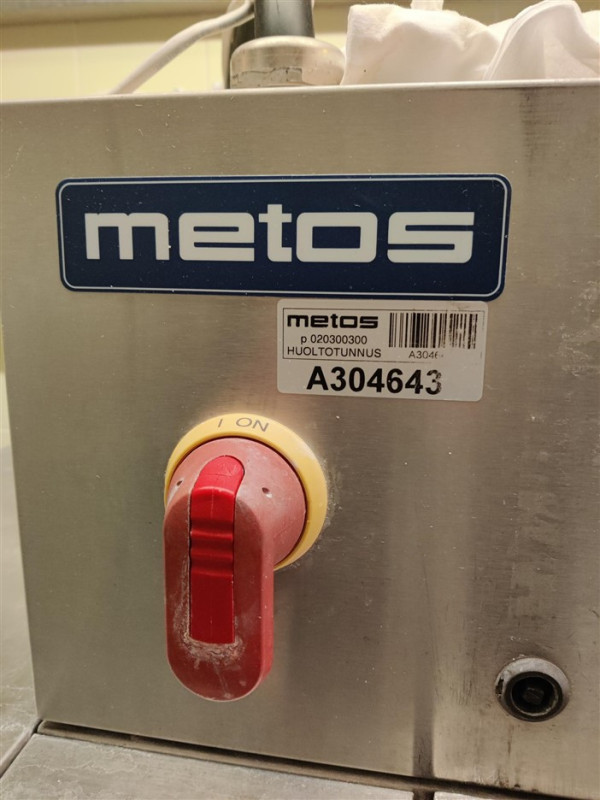 metos
metos
p 020300300
HUOLTOTUNNUS
A304643
I ON